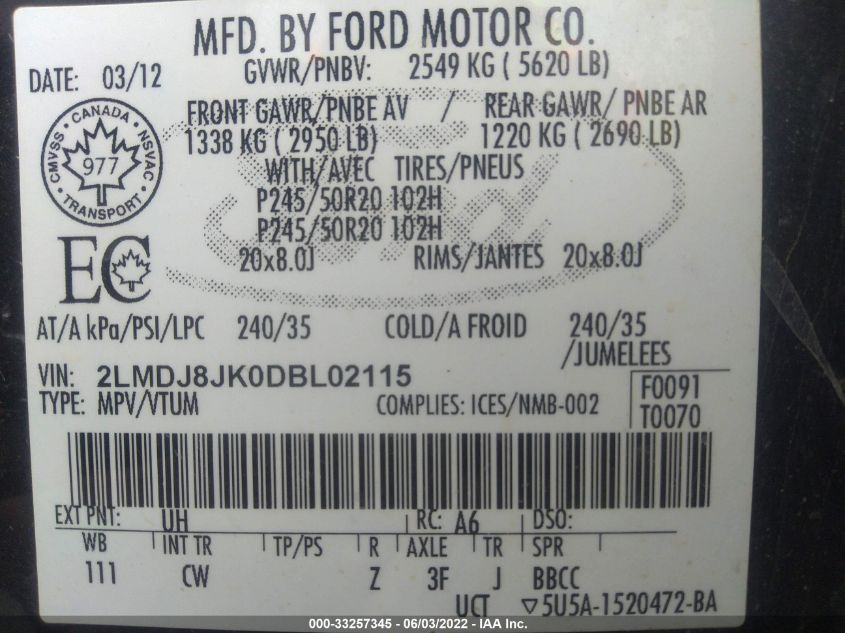 MFD. BY FORD MOTOR CO.
DATE: 03/12 GVWR/PNBV: 2549 KG ( 5620 LB)
FRONT GAWR/PNBE AV / REAR GAWR/ PNBE AR
1338 KG ( 2950 LB) 1220 KG ( 2690 LB)
WITH/AVEC TIRES/PNEUS
P245/50R20 102H
P245/50R20 102H
20x8.0J RIMS/JANTES 20x8.0J
CMVSS CANADA NSVAC
977
TRANSPORT
EC
Ford
AT/A kPa/PSI/LPC 240/35 COLD/A FROID 240/35
/JUMELEES
VIN: 2LMDJ8JK0DBL02115
TYPE: MPV/VTUM COMPLIES: ICES/NMB-002
F0091
T0070
EXT PNT: UH RC: A6 DSO:
WB INT TR TP/PS R AXLE TR SPR
111 CW Z 3F J BBCC
UCT ▽5U5A-1520472-BA
000-33257345 - 06/03/2022 - IAA Inc.